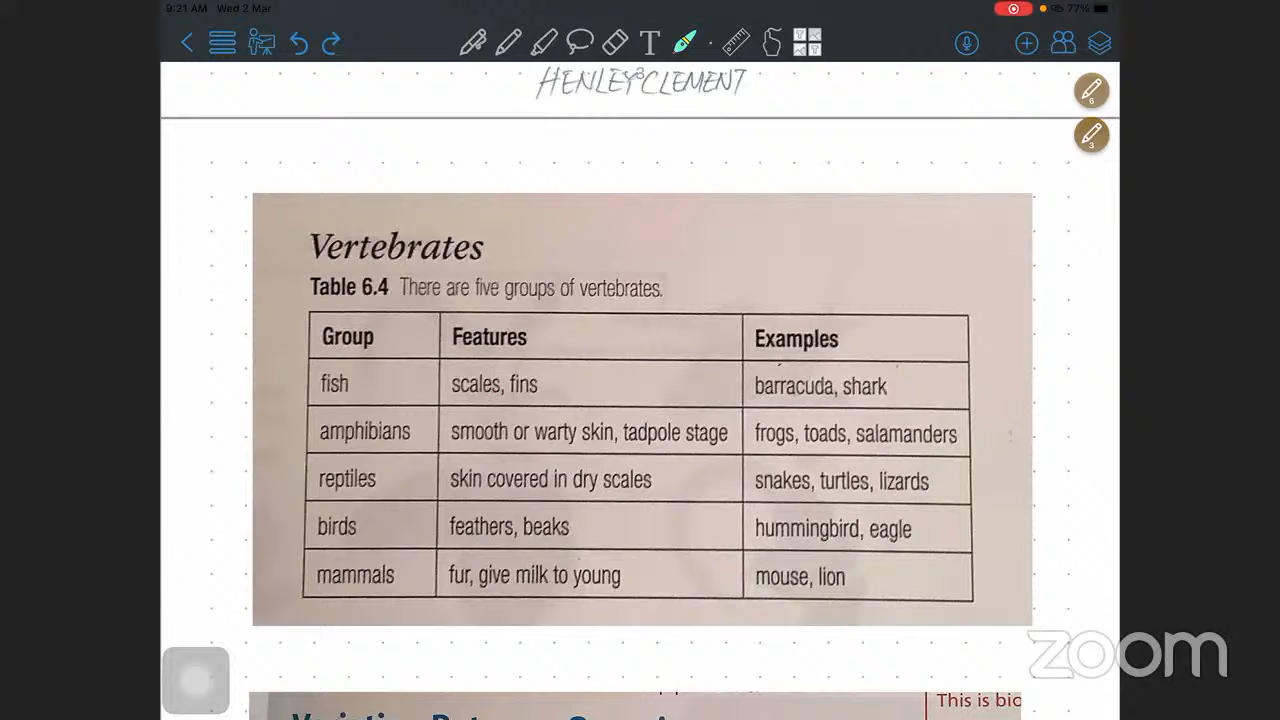 9:21 AM Wed 2 Mar
77%
HENLEY CLEMENT
6
3
Vertebrates
Table 6.4 There are five groups of vertebrates.
Group Features Examples
fish scales, fins barracuda, shark
amphibians smooth or warty skin, tadpole stage frogs, toads, salamanders
reptiles skin covered in dry scales snakes, turtles, lizards
birds feathers, beaks hummingbird, eagle
mammals fur, give milk to young mouse, lion
zoom
This is bio